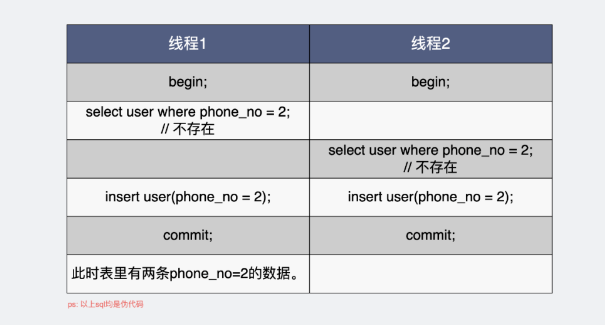 线程1 线程2
begin; begin;
select user where phone_no = 2;
// 不存在
select user where phone_no = 2;
// 不存在
insert user(phone_no = 2); insert user(phone_no = 2);
commit; commit;
此时表里有两条phone_no=2的数据。
ps: 以上sql均是伪代码